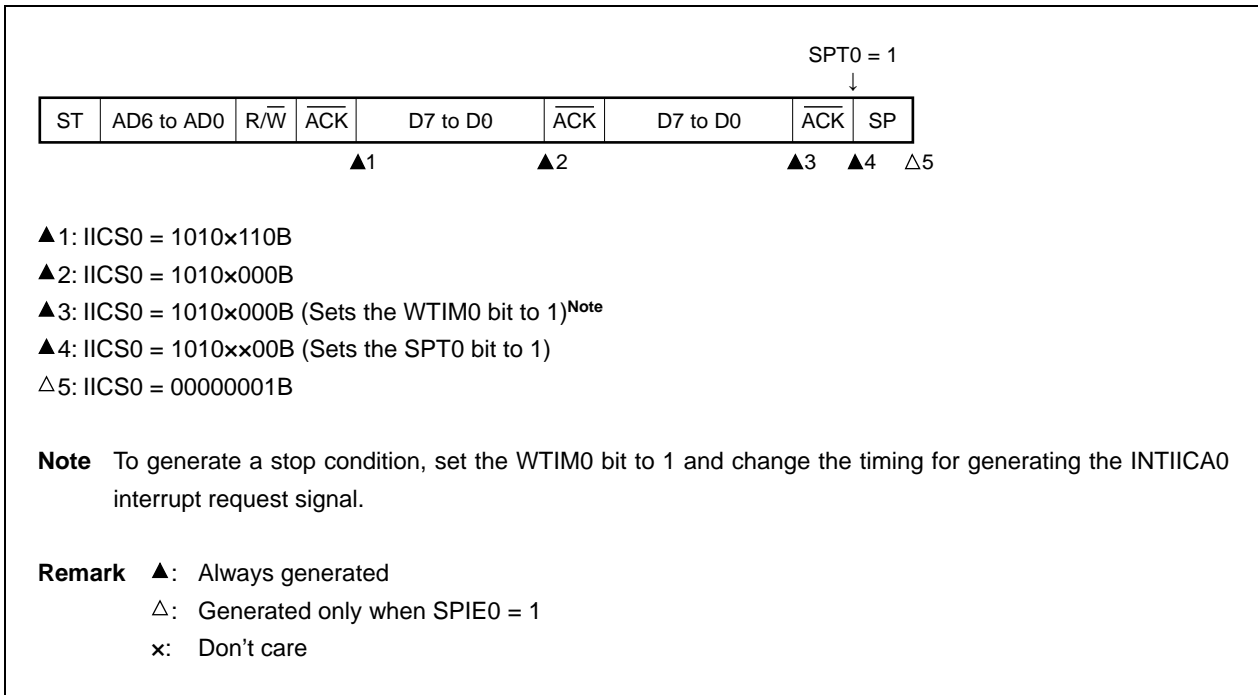 SPT0 = 1
↓
ST AD6 to AD0 R/W̅ A̅C̅K̅ D7 to D0 A̅C̅K̅ D7 to D0 A̅C̅K̅ SP
▲1 ▲2 ▲3 ▲4 △5
▲1: IICS0 = 1010×110B
▲2: IICS0 = 1010×000B
▲3: IICS0 = 1010×000B (Sets the WTIM0 bit to 1)Note
▲4: IICS0 = 1010××00B (Sets the SPT0 bit to 1)
△5: IICS0 = 00000001B
Note To generate a stop condition, set the WTIM0 bit to 1 and change the timing for generating the INTIICA0
interrupt request signal.
Remark ▲: Always generated
△: Generated only when SPIE0 = 1
×: Don't care